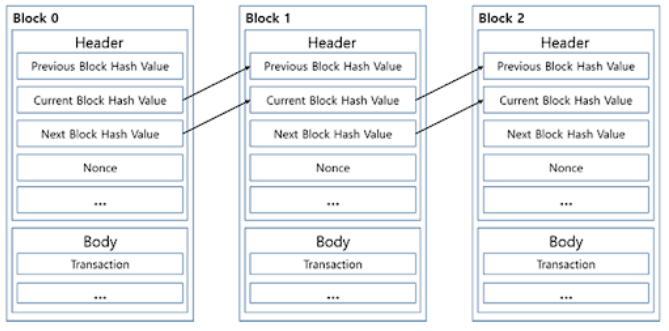 Block 0
Header
Previous Block Hash Value
Current Block Hash Value
Next Block Hash Value
Nonce
...
Body
Transaction
...
Block 1
Header
Previous Block Hash Value
Current Block Hash Value
Next Block Hash Value
Nonce
...
Body
Transaction
...
Block 2
Header
Previous Block Hash Value
Current Block Hash Value
Next Block Hash Value
Nonce
...
Body
Transaction
...